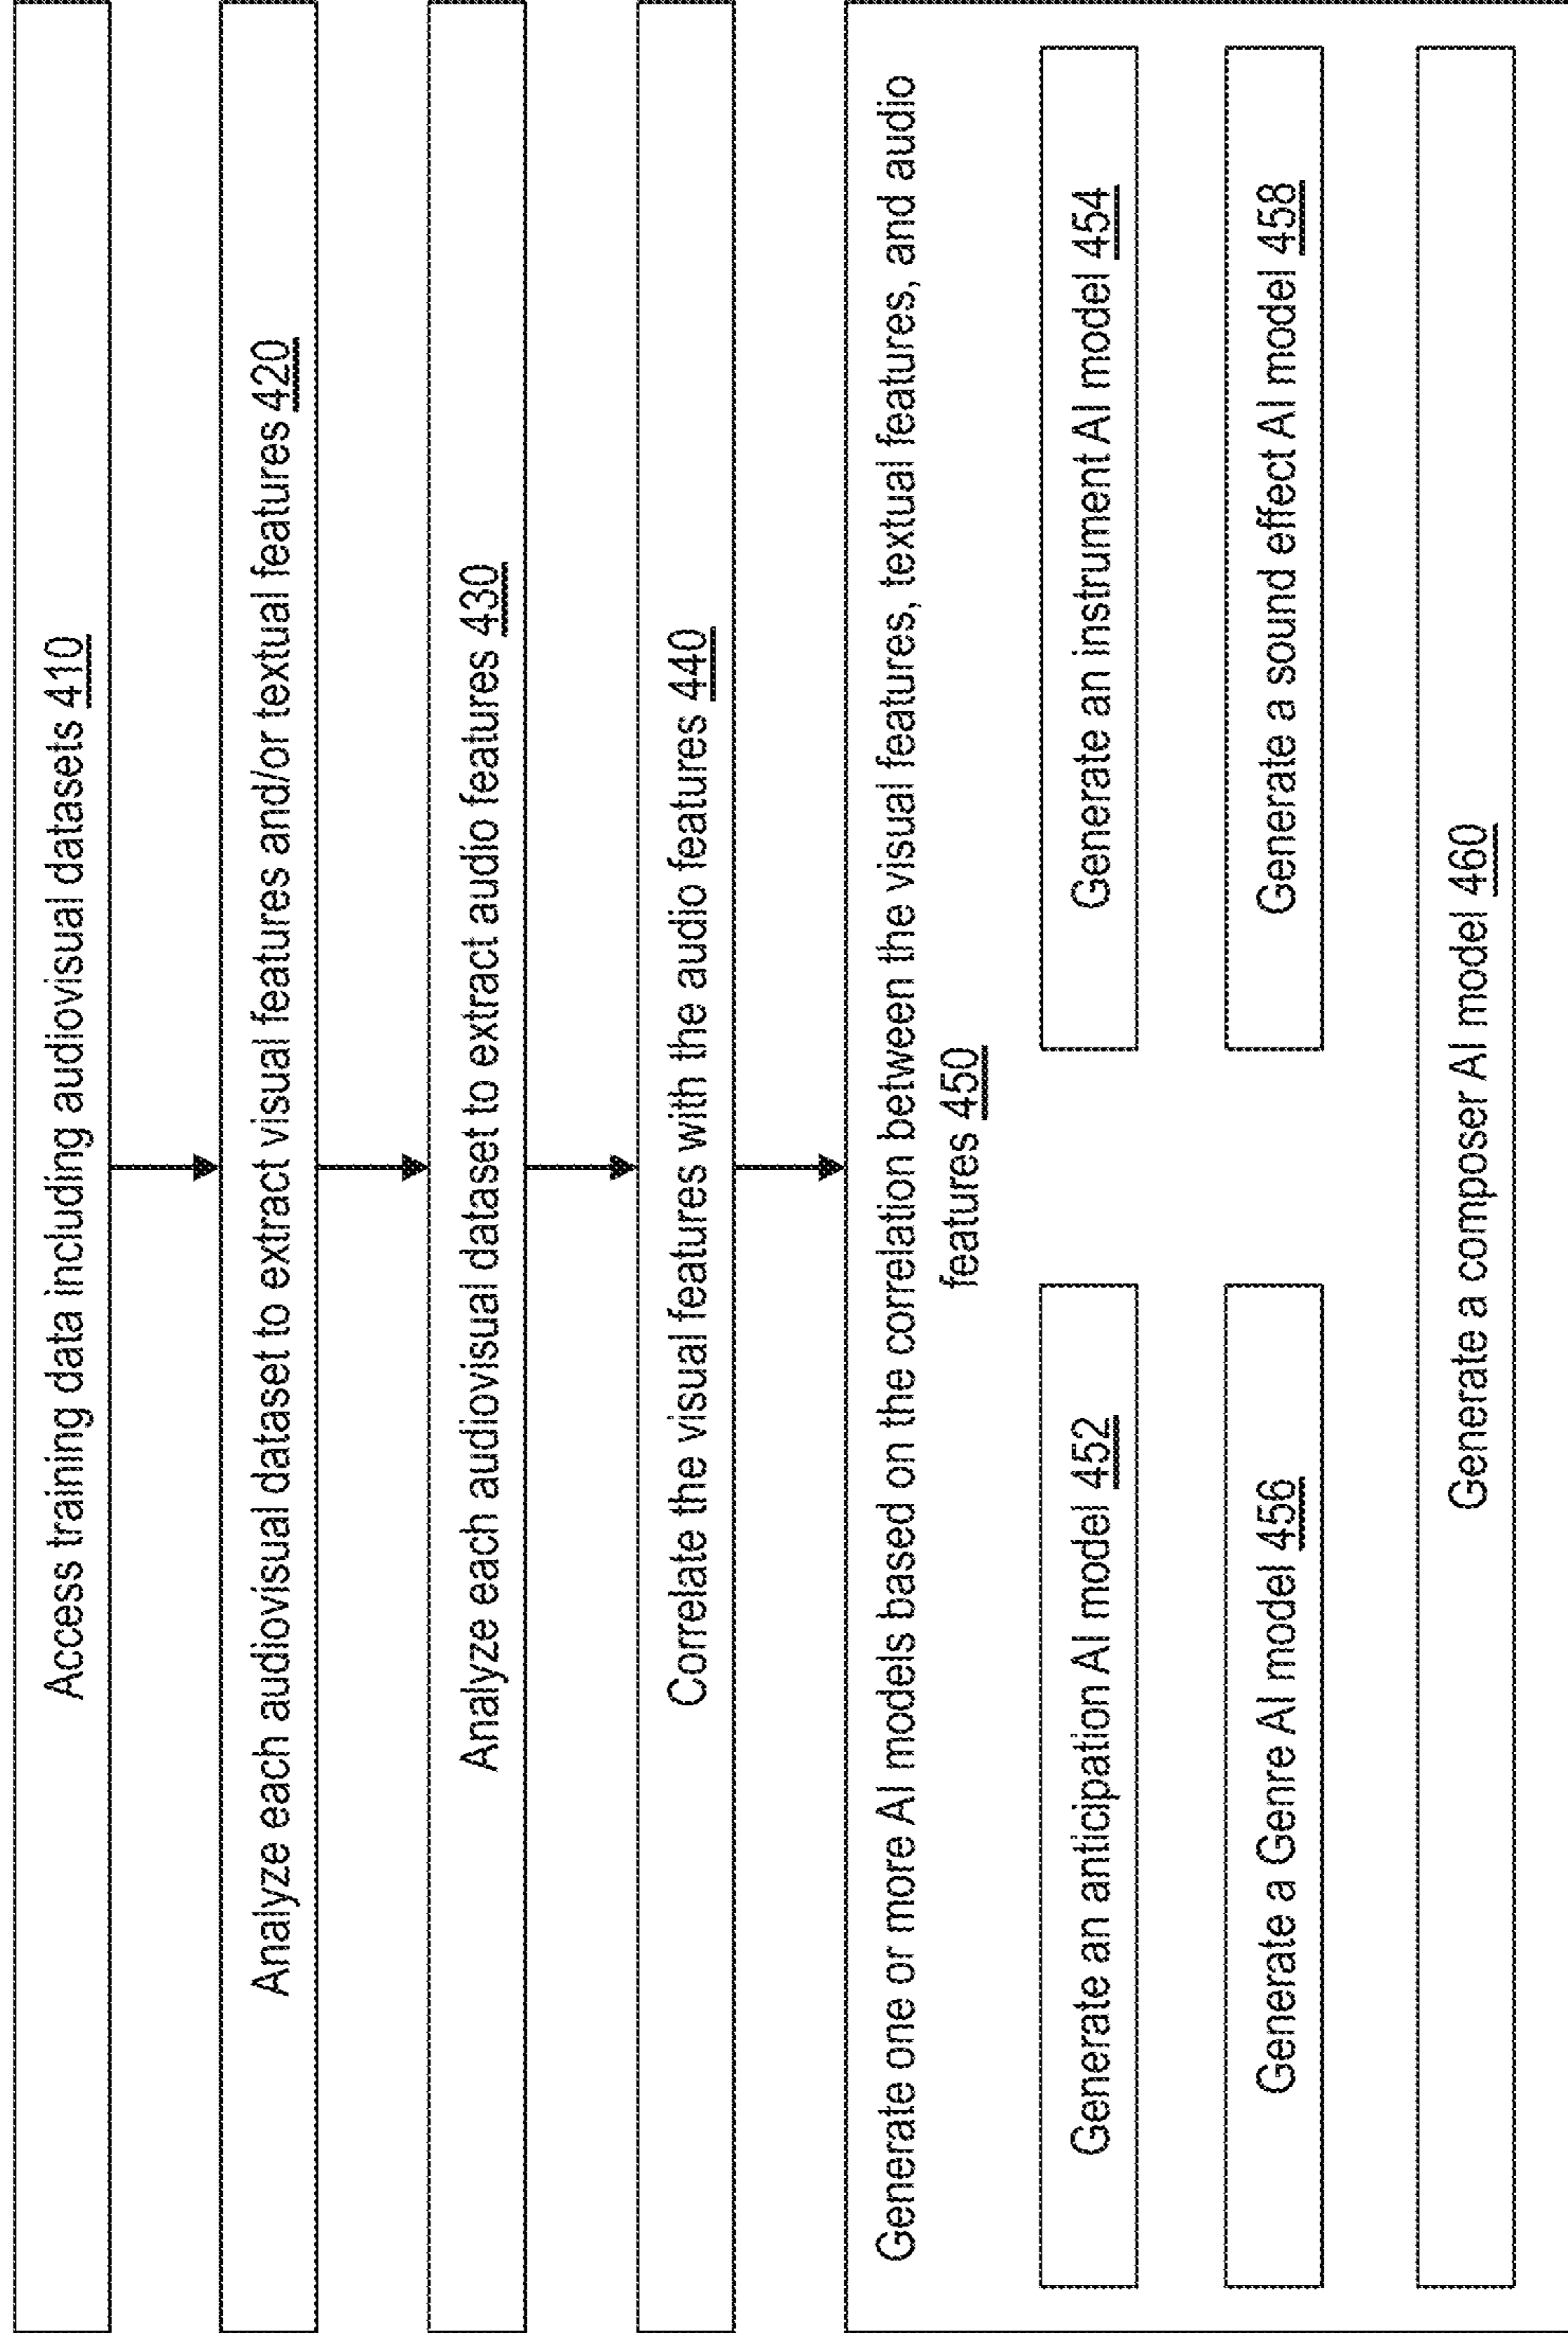 Access training data including audiovisual datasets 410
Analyze each audiovisual dataset to extract visual features and/or textual features 420
Analyze each audiovisual dataset to extract audio features 430
Correlate the visual features with the audio features 440
Generate one or more AI models based on the correlation between the visual features, textual features, and audio
features 450
Generate an anticipation AI model 452
Generate an instrument AI model 454
Generate a Genre AI model 456
Generate a sound effect AI model 458
Generate a composer AI model 460